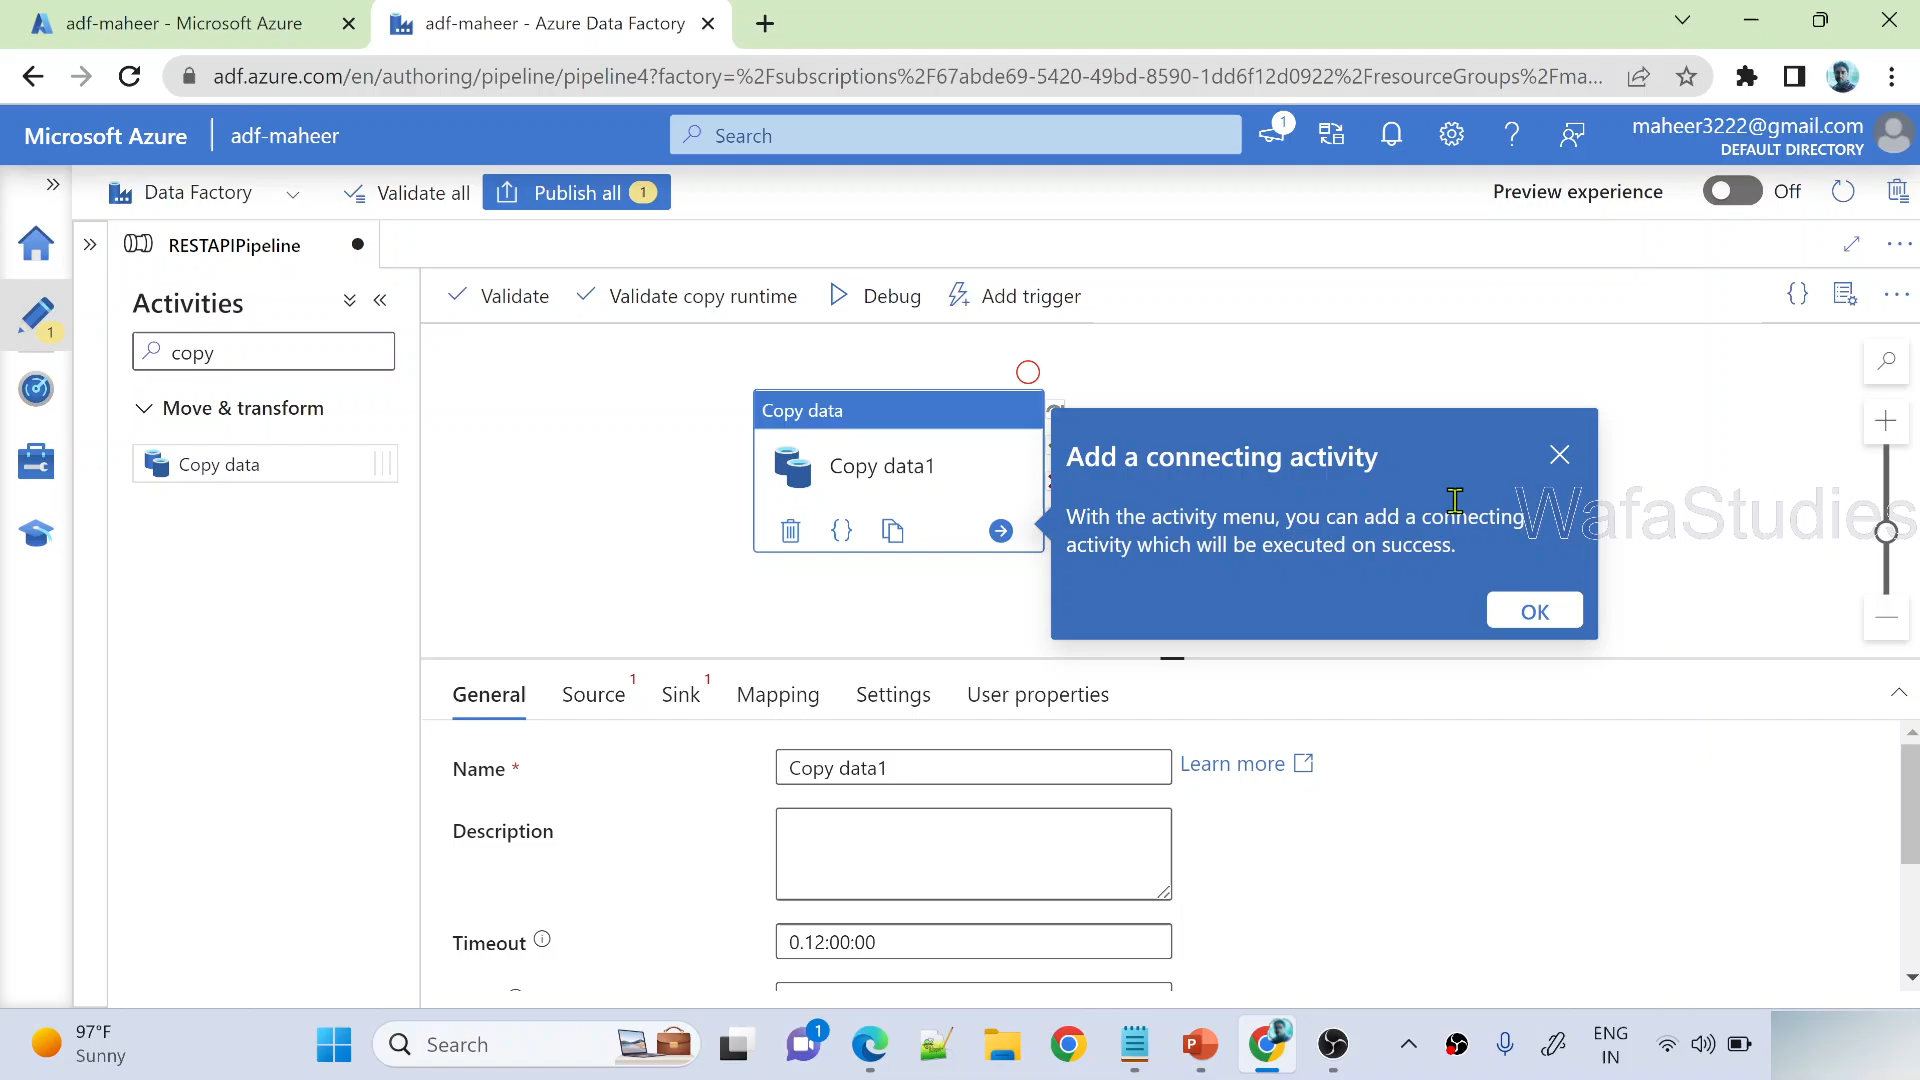 adf-maheer - Microsoft Azure
adf-maheer - Azure Data Factory
adf.azure.com/en/authoring/pipeline/pipeline4?factory=%2Fsubscriptions%2F67abde69-5420-49bd-8590-1dd6f12d0922%2FresourceGroups%2Fma...
Microsoft Azure
adf-maheer
Search
1
maheer3222@gmail.com
DEFAULT DIRECTORY
Data Factory
Validate all
Publish all 1
Preview experience
Off
RESTAPIPipeline
1
Activities
copy
Move & transform
Copy data
Validate
Validate copy runtime
Debug
Add trigger
Copy data
Copy data1
Add a connecting activity
With the activity menu, you can add a connecting
activity which will be executed on success.
OK
WafaStudies
General
Source 1
Sink 1
Mapping
Settings
User properties
Name *
Copy data1
Learn more
Description
Timeout
0.12:00:00
97°F
Sunny
Search
1
ENG
IN